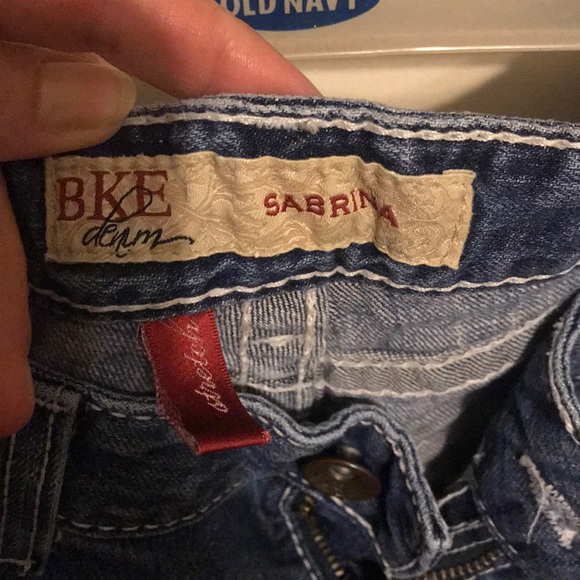 OLD NAVY
BKE
denim
SABRINA
stretch